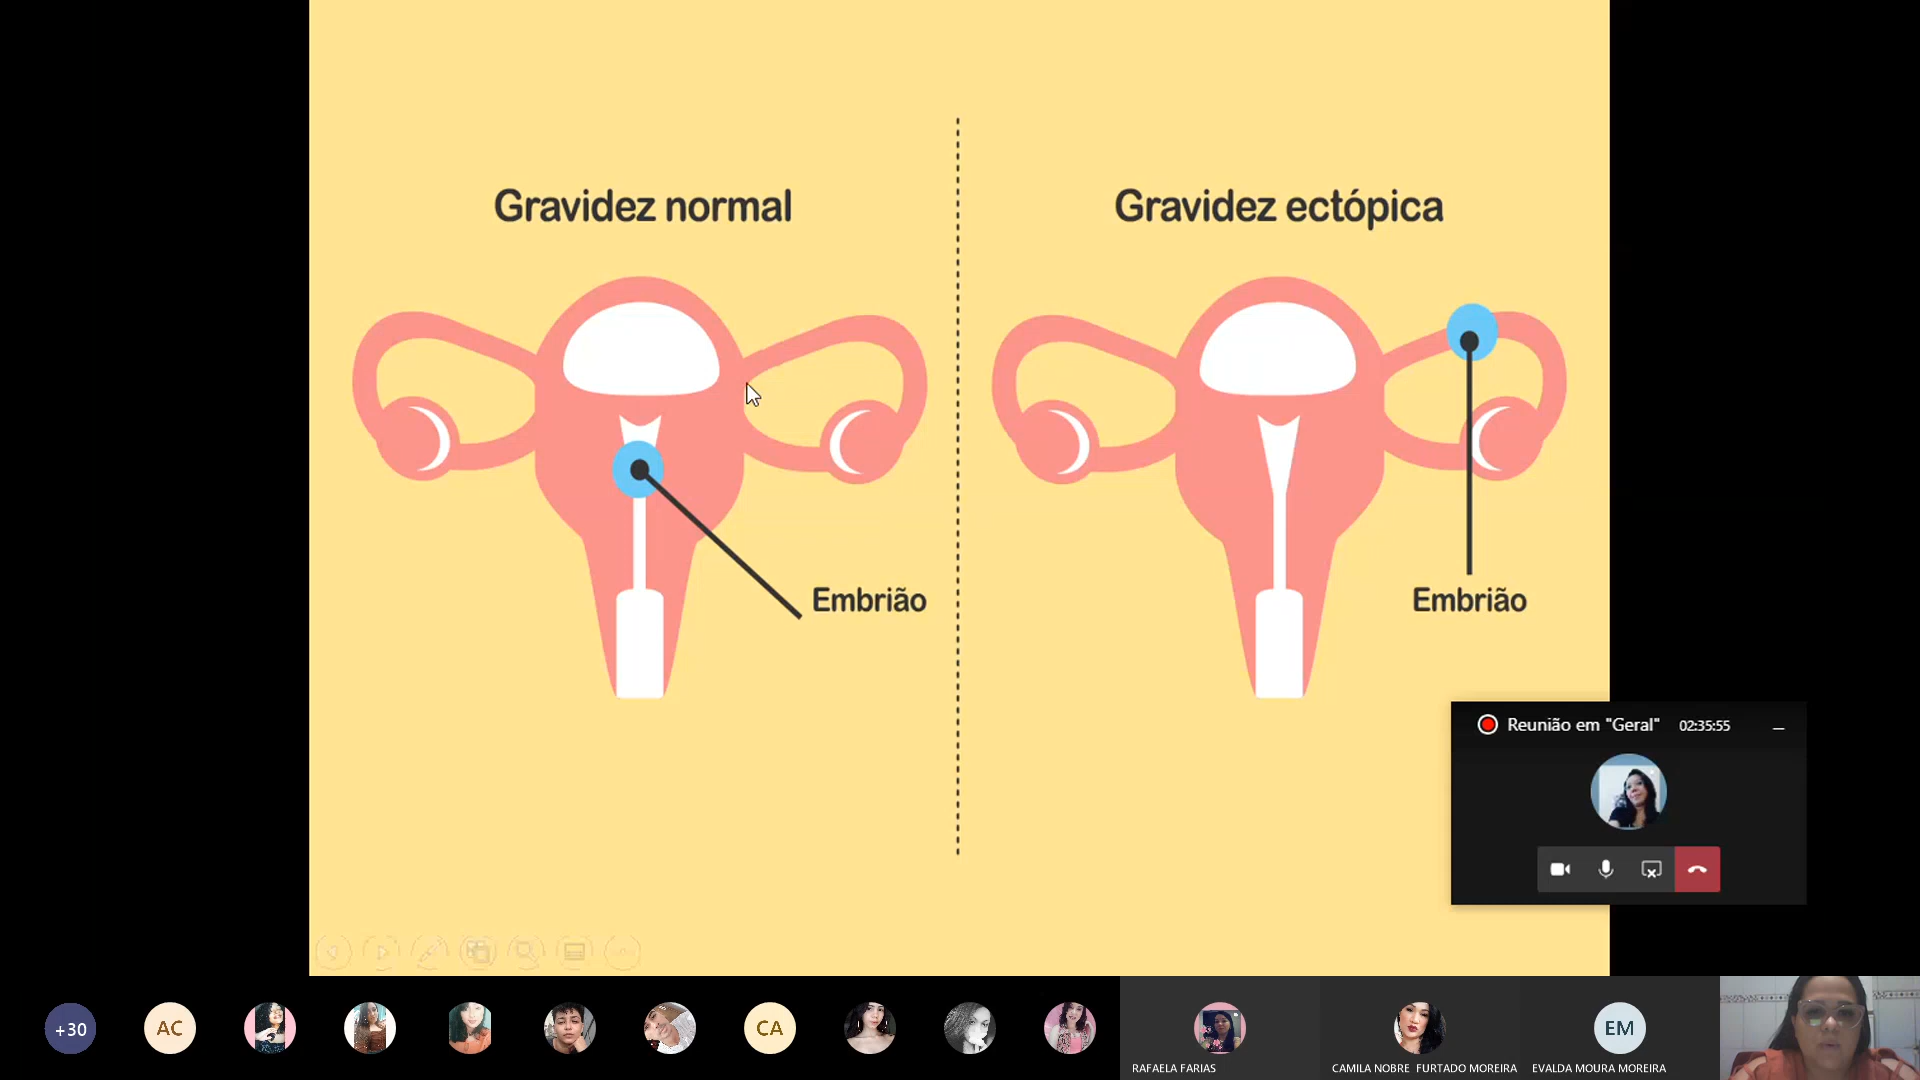 Gravidez normal
Gravidez ectópica
Embrião
Embrião
Reunião em "Geral" 02:35:55
+30
AC
CA
EM
RAFAELA FARIAS
CAMILA NOBRE FURTADO MOREIRA
EVALDA MOURA MOREIRA